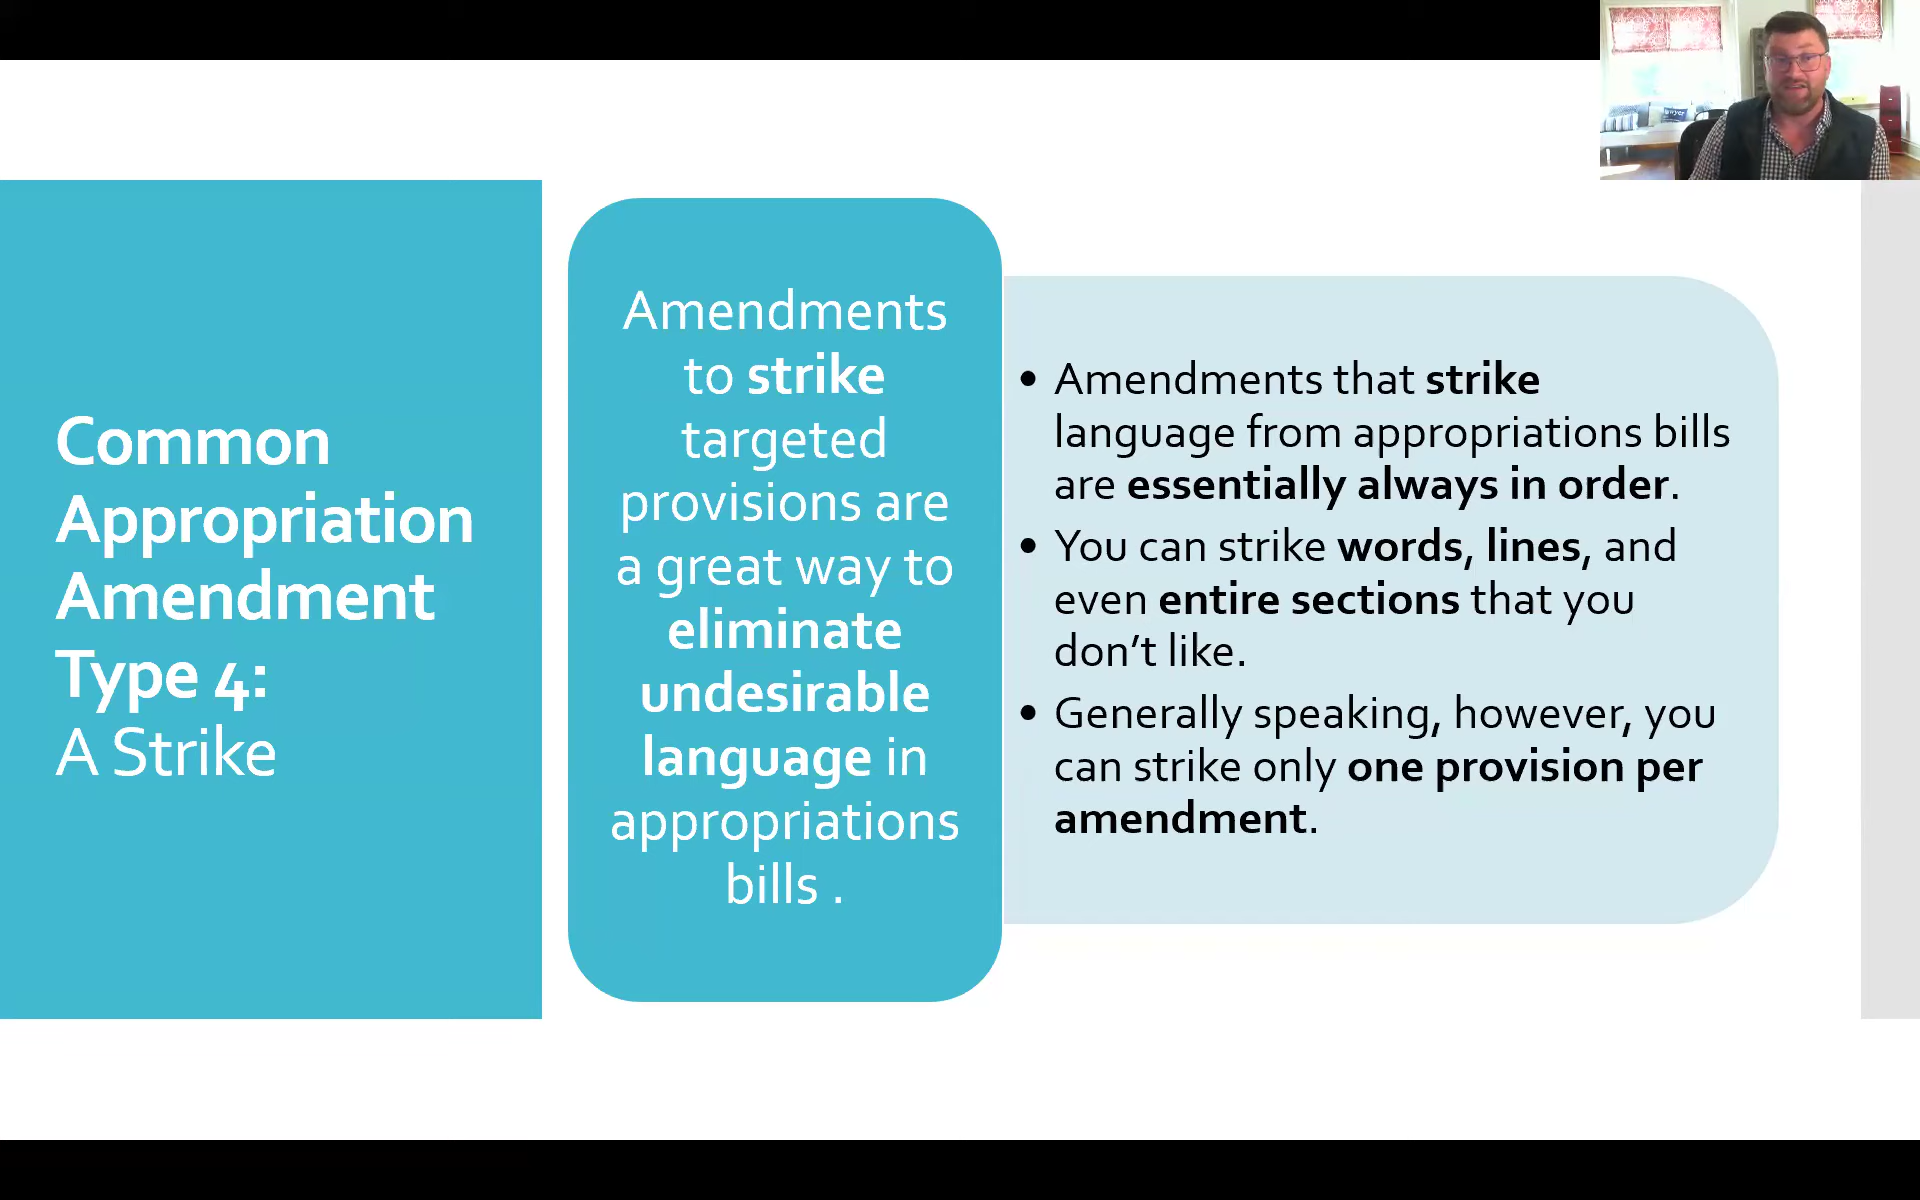 Common
Appropriation
Amendment
Type 4:
A Strike
Amendments
to strike
targeted
provisions are
a great way to
eliminate
undesirable
language in
appropriations
bills .
• Amendments that strike
language from appropriations bills
are essentially always in order.
• You can strike words, lines, and
even entire sections that you
don’t like.
• Generally speaking, however, you
can strike only one provision per
amendment.